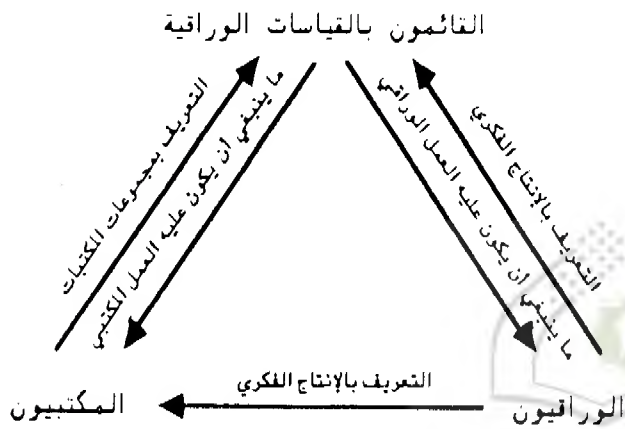 القائمون بالقياسات الوراقية
التعريف بالإنتاج الفكري
ما ينبغي أن يكون عليه العمل الوراقي
ما ينبغي أن يكون عليه العمل المكتبي
التعريف بمجموعات المكتبات
التعريف بالإنتاج الفكري
الوراقيون
المكتبيون